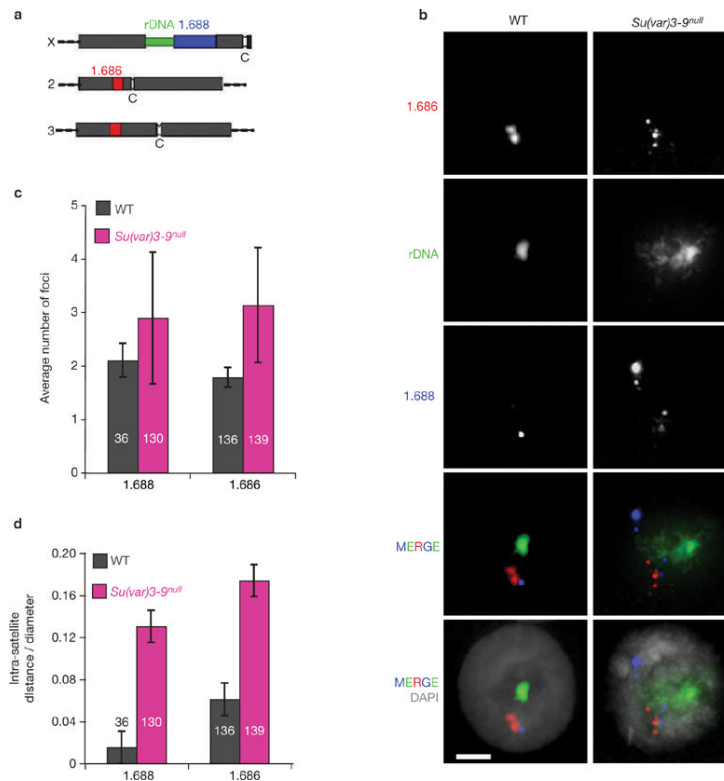 a
rDNA 1.688
X
C
1.686
2
C
3
C
b
WT
Su(var)3-9null
1.686
rDNA
1.688
MERGE
MERGE
DAPI
c
WT
Su(var)3-9null
Average number of foci
5
4
3
2
1
0
36
130
136
139
1.688
1.686
d
WT
Su(var)3-9null
Intra-satellite
distance / diameter
0.20
0.16
0.12
0.08
0.04
0
36
130
136
139
1.688
1.686